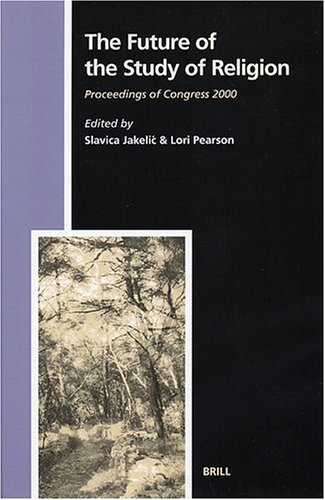 The Future of
the Study of Religion
Proceedings of Congress 2000
Edited by
Slavica Jakelić & Lori Pearson
BRILL